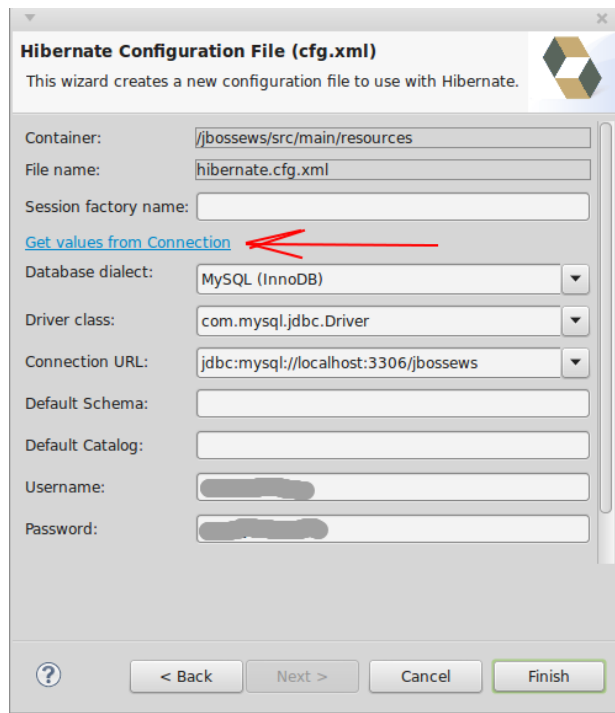 Hibernate Configuration File (cfg.xml)
This wizard creates a new configuration file to use with Hibernate.
Container: /jbossews/src/main/resources
File name: hibernate.cfg.xml
Session factory name:
Get values from Connection
Database dialect: MySQL (InnoDB)
Driver class: com.mysql.jdbc.Driver
Connection URL: jdbc:mysql://localhost:3306/jbossews
Default Schema:
Default Catalog:
Username:
Password:
? < Back Next > Cancel Finish